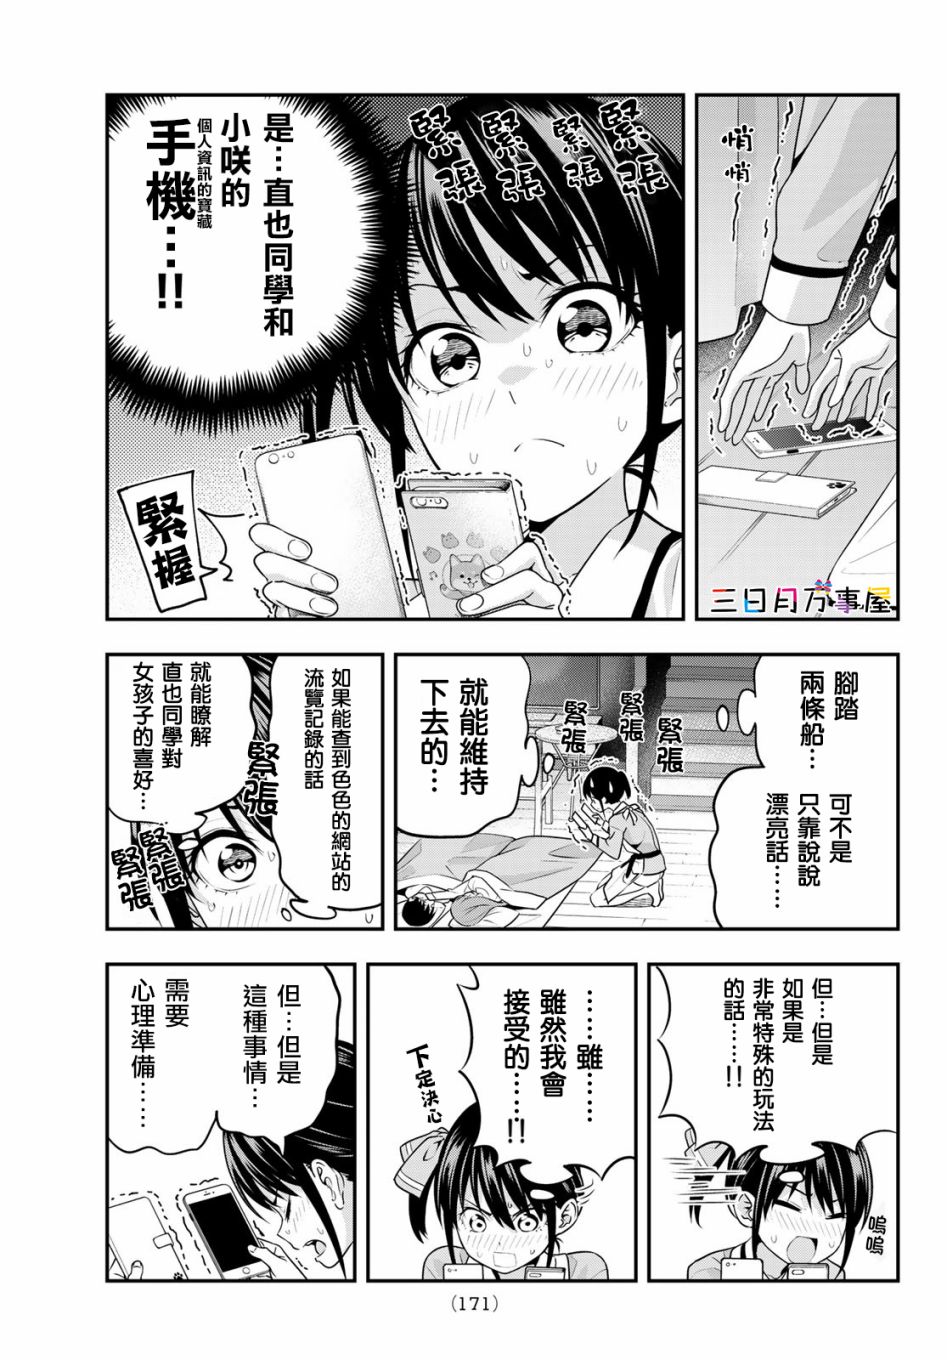 悄
悄
三日月万事屋
緊張
緊張
緊張
緊張
是…直也同學和
小咲的
個人資訊的寶藏
手機…!!
緊握
腳踏
兩條船…
可不是
只靠說說
漂亮話……
就能維持
下去的…
緊張
緊張
緊張
如果能查到色色的網站的
流覽記錄的話
就能瞭解
直也同學對
女孩子的喜好…
緊張
緊張
緊張
但…但是
如果是
非常特殊的玩法
的話……!!
嗚
嗚
……雖……
雖然我會
接受的……!!
下定決心
但…但是
這種事情…
需要
心理準備…
(171)